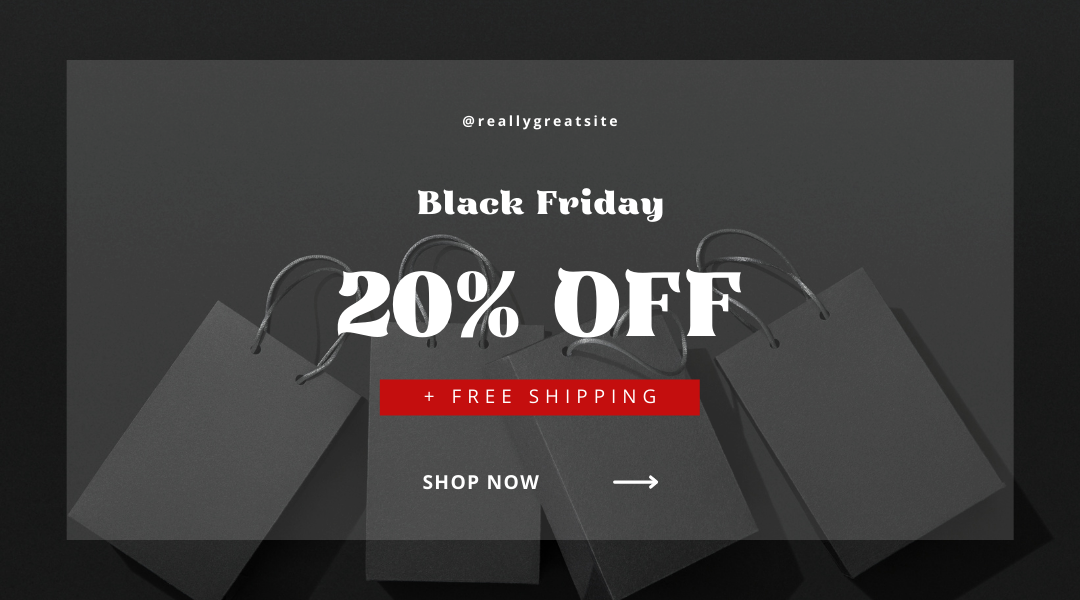 @reallygreatsite
Black Friday
20% OFF
+ FREE SHIPPING
SHOP NOW